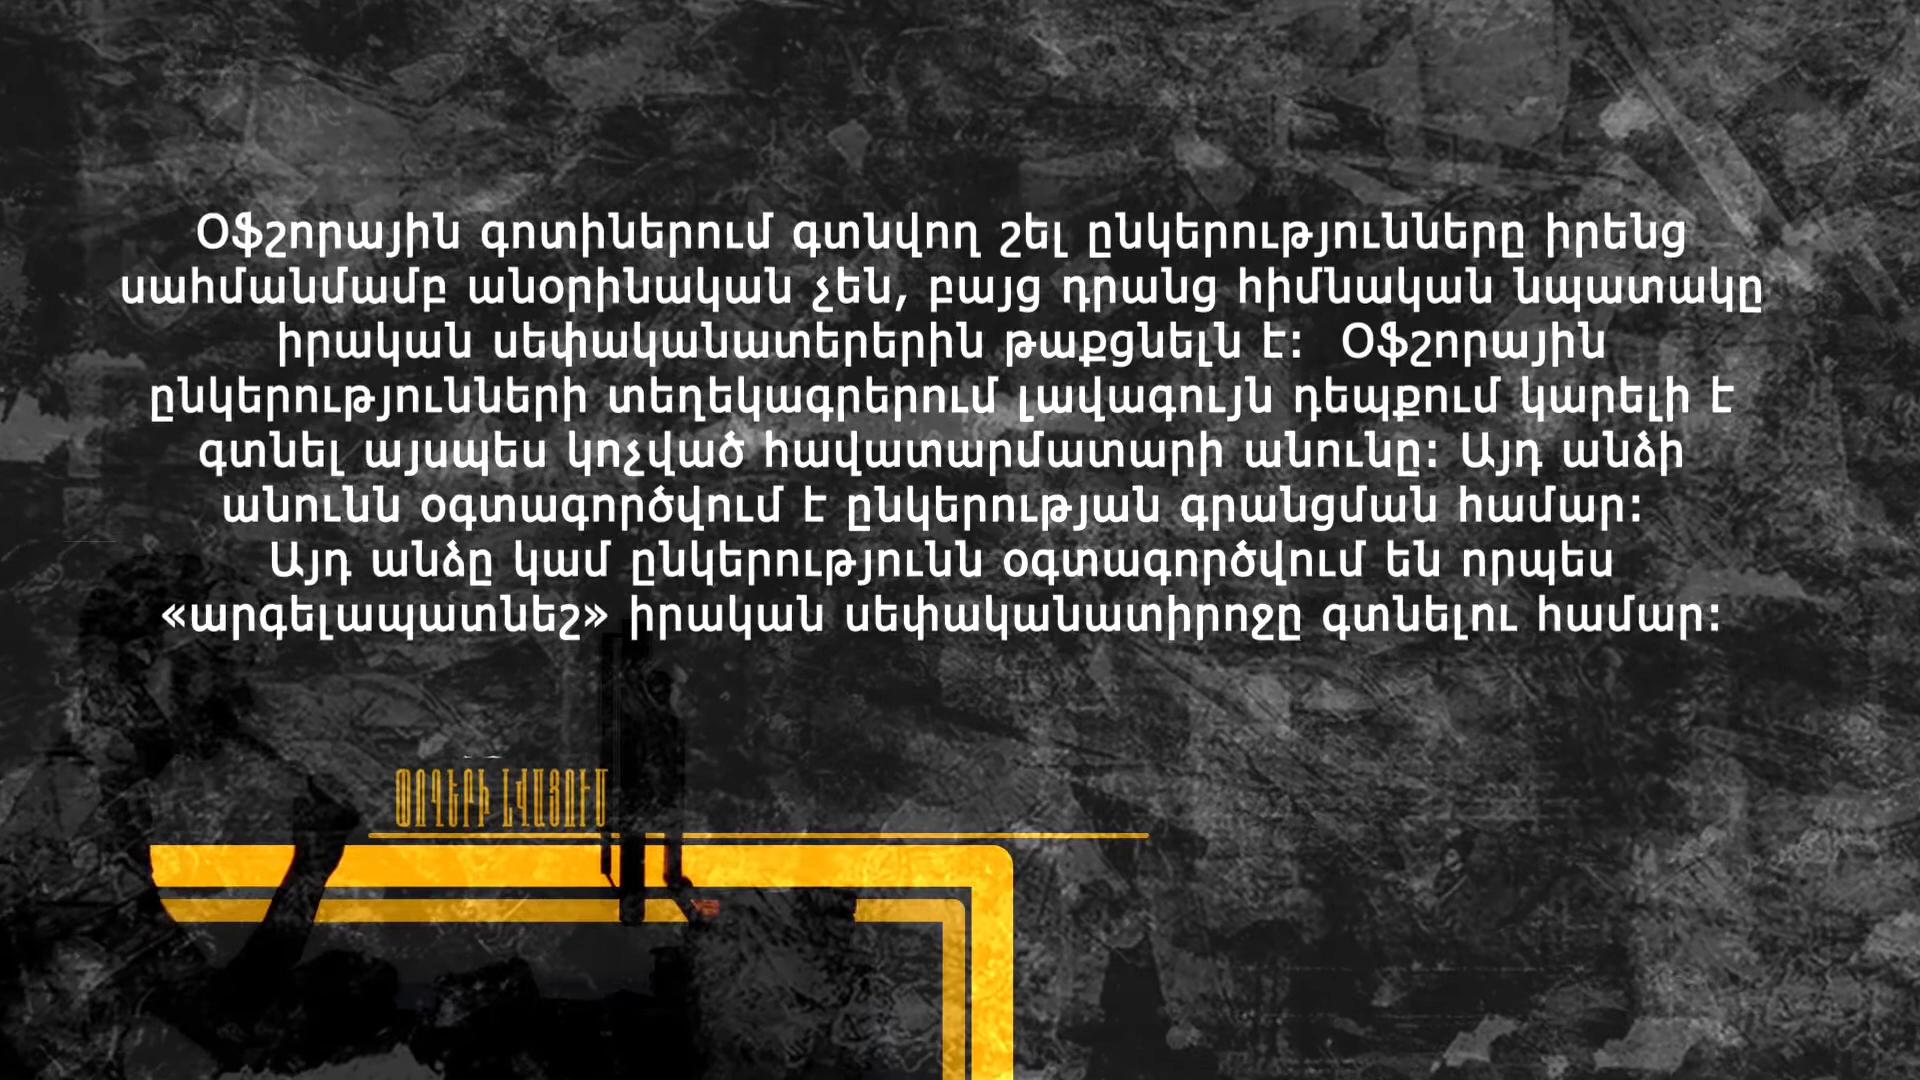 Օֆշորային գոտիներում գտնվող շել ընկերությունները իրենց
սահմանմամբ անօրինական չեն, բայց դրանց հիմնական նպատակը
իրական սեփականատերերին թաքցնելն է: Օֆշորային
ընկերությունների տեղեկագրերում լավագույն դեպքում կարելի է
գտնել այսպես կոչված հավատարմատարի անունը: Այդ անձի
անունն օգտագործվում է ընկերության գրանցման համար:
Այդ անձը կամ ընկերությունն օգտագործվում են որպես
«արգելապատնեշ» իրական սեփականատիրոջը գտնելու համար:
ՓՈՂԵՐԻ ԼՎԱՑՈՒՄ